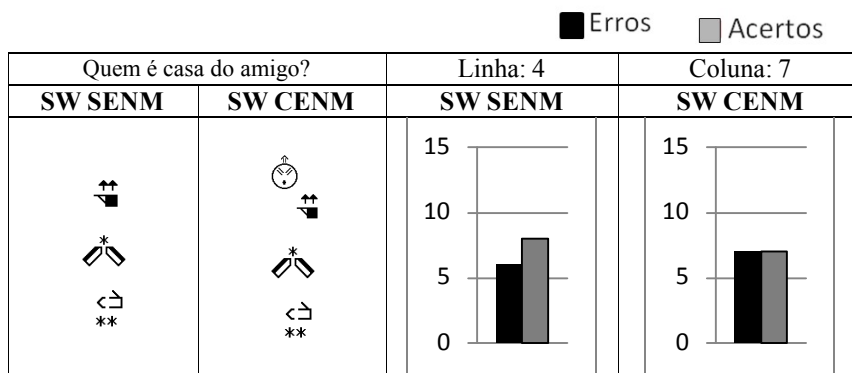 Erros Acertos
Quem é casa do amigo? Linha: 4 Coluna: 7
SW SENM SW CENM SW SENM SW CENM
15 15
10 10
5 5
0 0